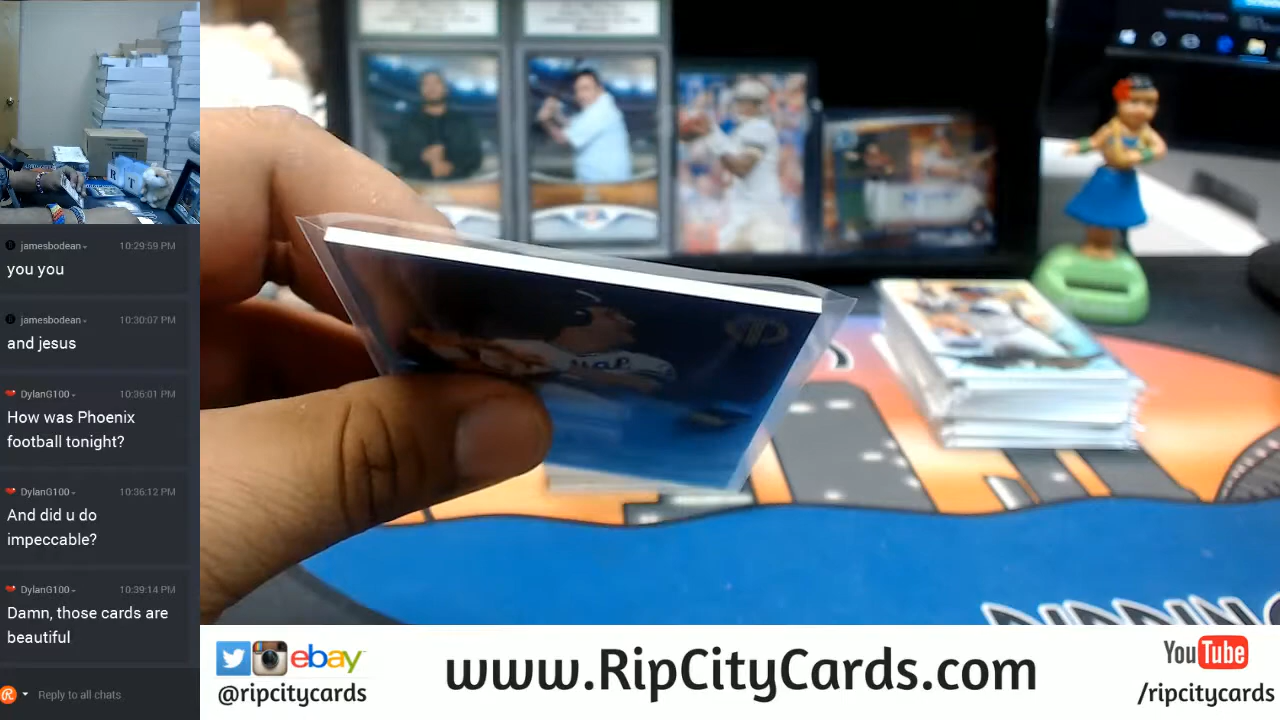 jamesbodean 10:29:59 PM
you you
jamesbodean 10:30:07 PM
and jesus
DylanG100 10:36:01 PM
How was Phoenix
football tonight?
DylanG100 10:36:12 PM
And did u do
impeccable?
DylanG100 10:39:14 PM
Damn, those cards are
beautiful
Reply to all chats
ebay
@ripcitycards
www.RipCityCards.com
YouTube
/ripcitycards